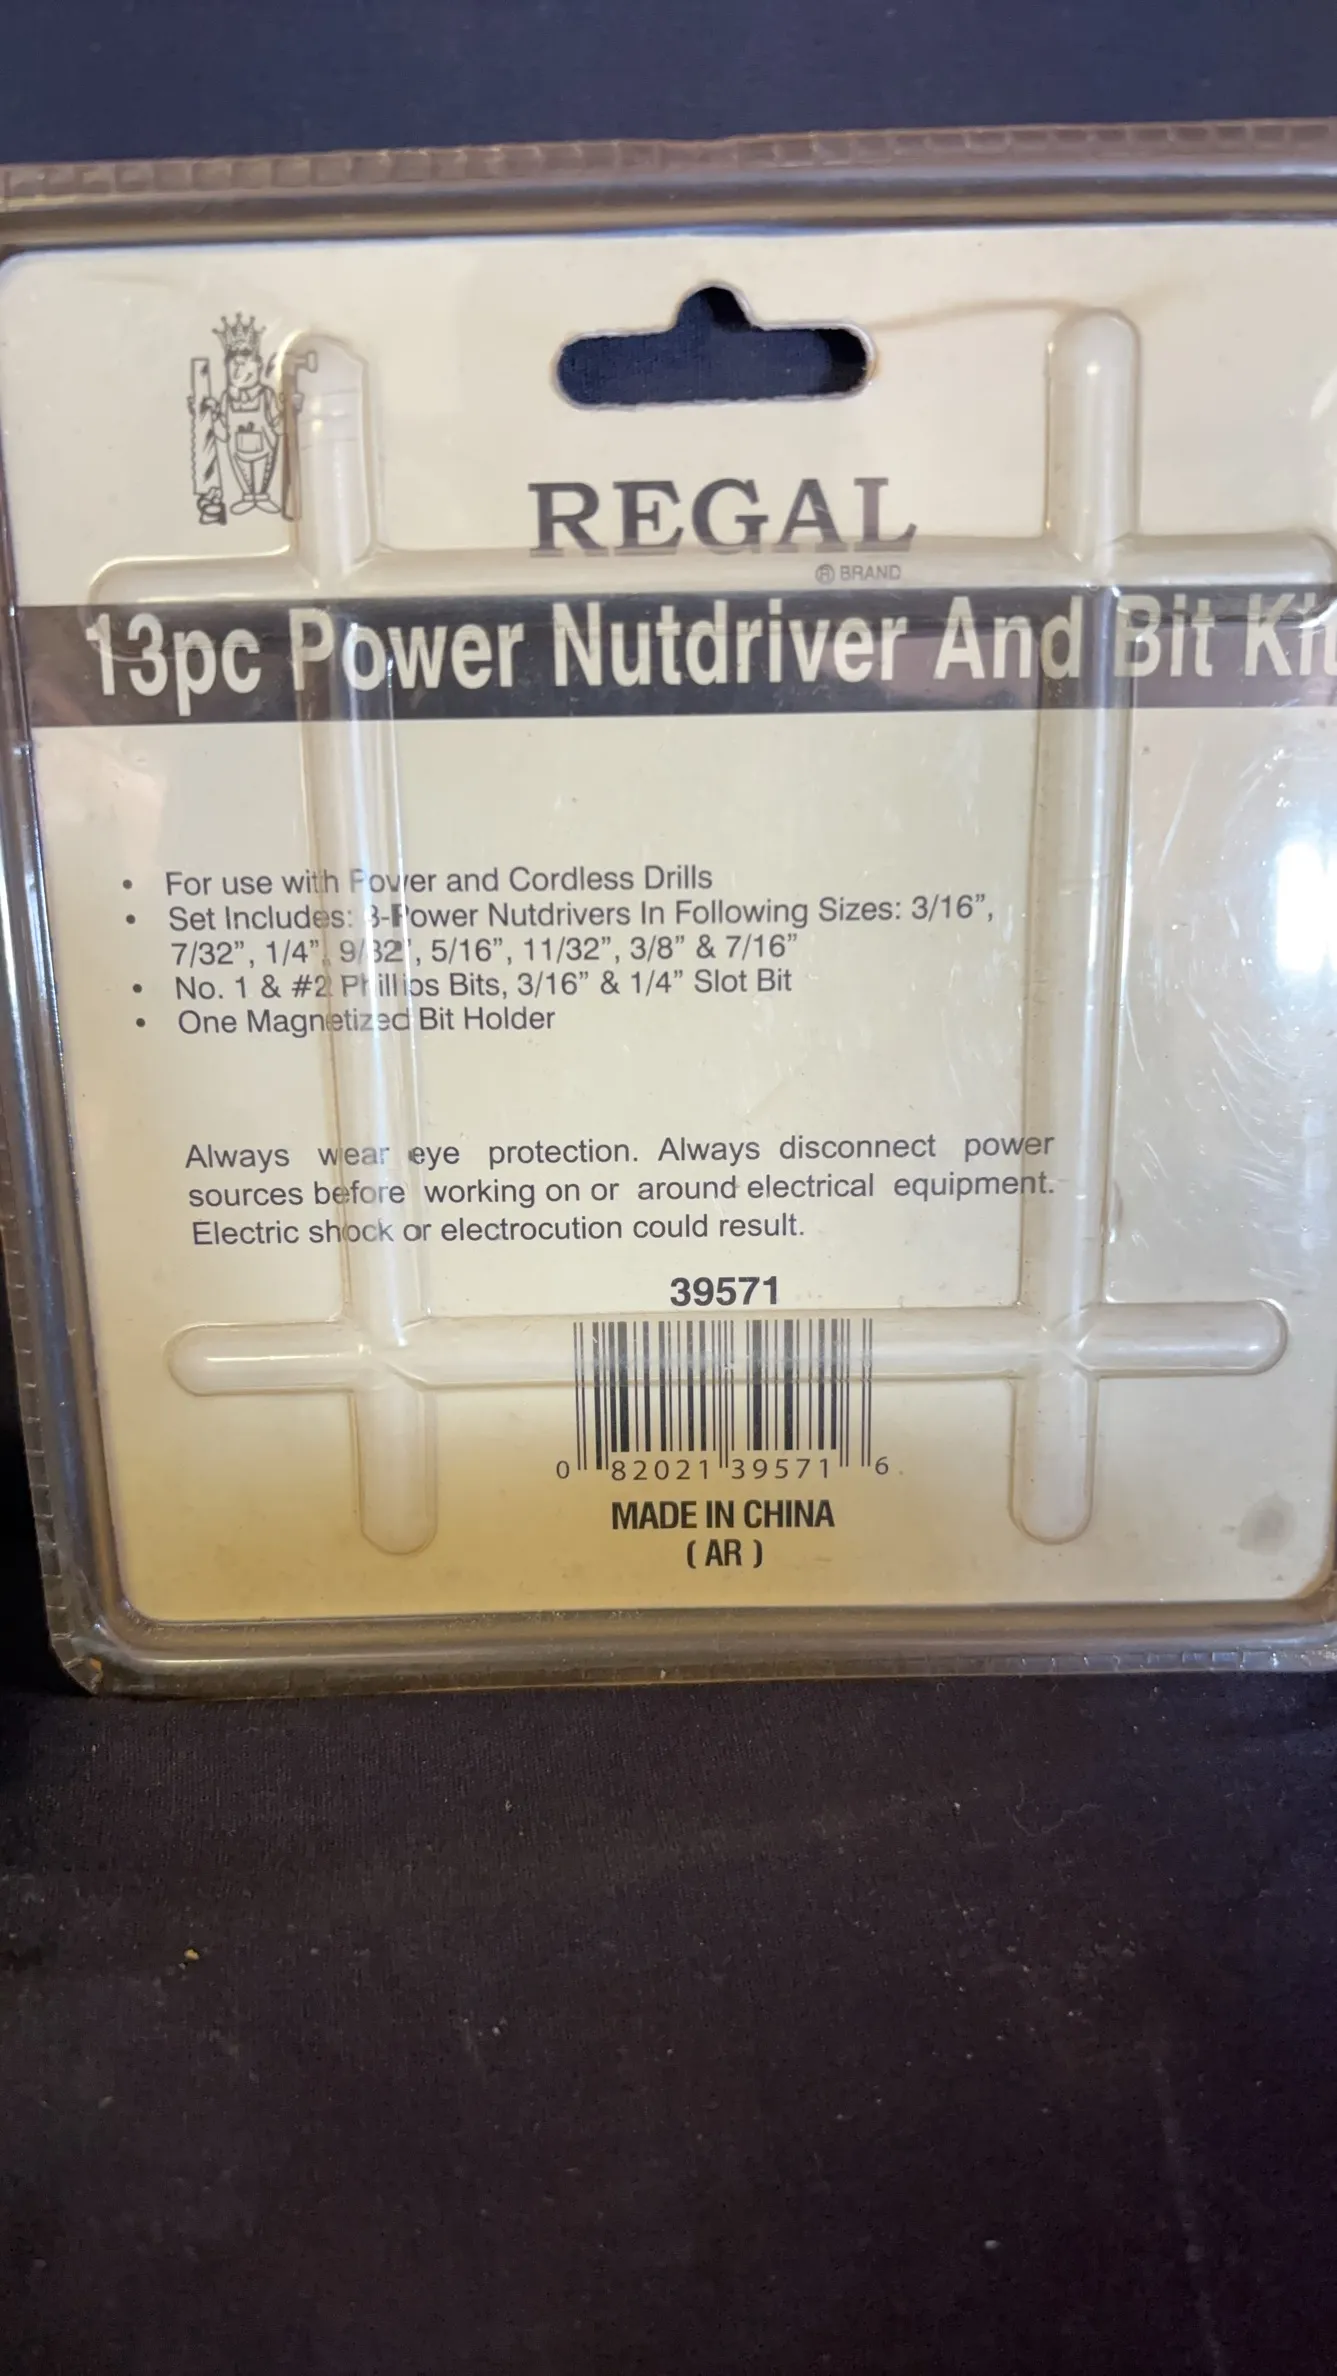 REGAL
® BRAND
13pc Power Nutdriver And Bit Kit
• For use with Power and Cordless Drills
• Set Includes: 8-Power Nutdrivers In Following Sizes: 3/16”,
7/32”, 1/4”, 9/32”, 5/16”, 11/32”, 3/8” & 7/16”
• No. 1 & #2 Phillips Bits, 3/16” & 1/4” Slot Bit
• One Magnetized Bit Holder
Always wear eye protection. Always disconnect power
sources before working on or around electrical equipment.
Electric shock or electrocution could result.
39571
0 82021 39571 6
MADE IN CHINA
( AR )